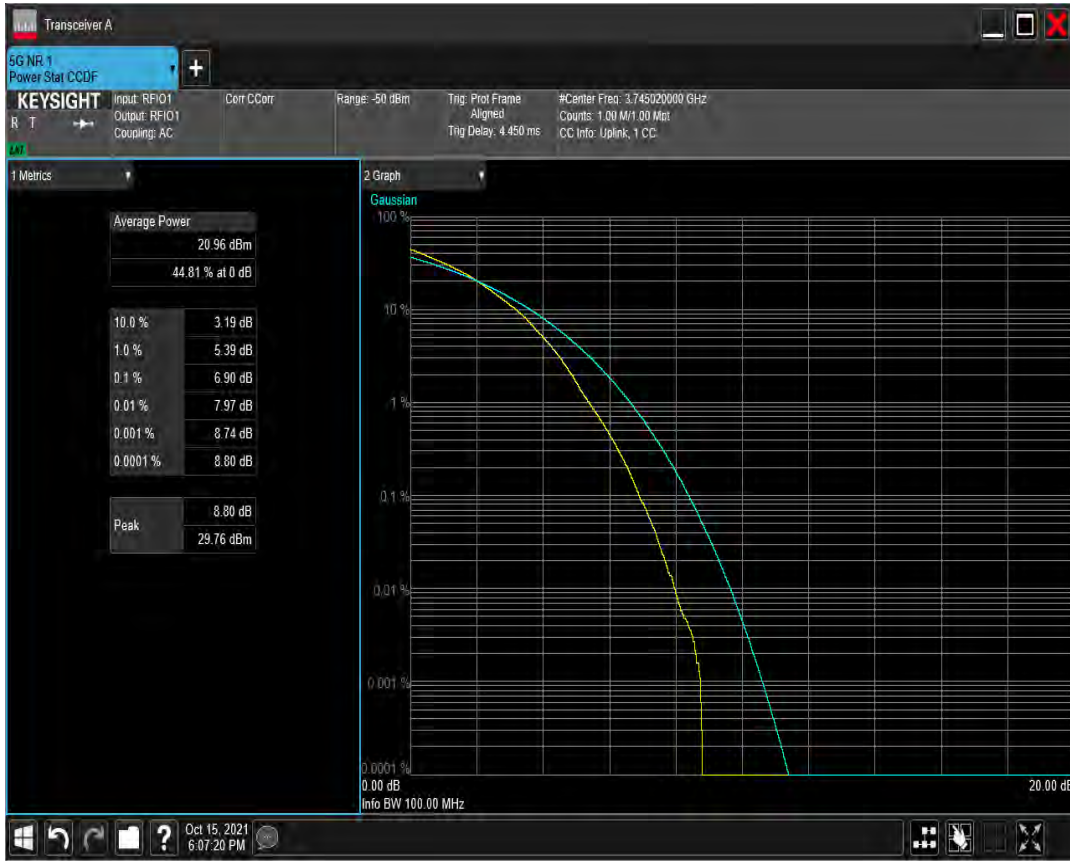 Transceiver A
5G NR 1
Power Stat CCDF
+
KEYSIGHT
R T
LXI
Input: RFIO1
Output: RFIO1
Coupling: AC
Corr CCorr
Range: -50 dBm
Trig: Prot Frame
Aligned
Trig Delay: 4.450 ms
#Center Freq: 3.745020000 GHz
Counts: 1.00 M/1.00 Mpt
CC Info: Uplink, 1 CC
1 Metrics
Average Power
20.96 dBm
44.81 % at 0 dB
10.0 % 3.19 dB
1.0 % 5.39 dB
0.1 % 6.90 dB
0.01 % 7.97 dB
0.001 % 8.74 dB
0.0001 % 8.80 dB
Peak
8.80 dB
29.76 dBm
2 Graph
Gaussian
100 %
10 %
1 %
0.1 %
0.01 %
0.001 %
0.0001 %
0.00 dB 20.00 dB
Info BW 100.00 MHz
?
Oct 15, 2021
6:07:20 PM